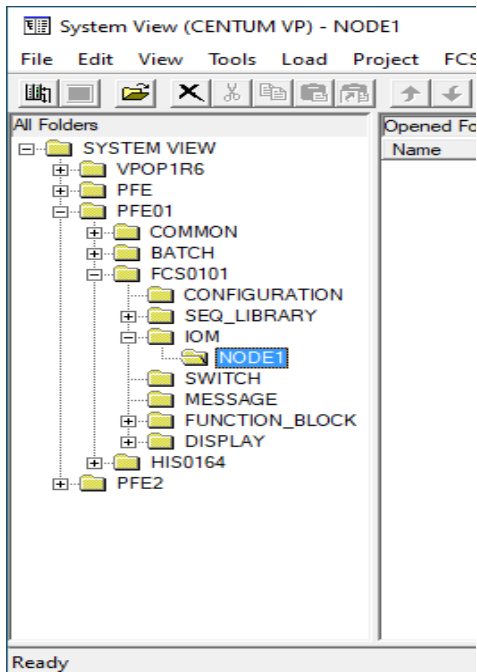 System View (CENTUM VP) - NODE1
File Edit View Tools Load Project FCS
All Folders
Opened Fo
Name
SYSTEM VIEW
VPOP1R6
PFE
PFE01
COMMON
BATCH
FCS0101
CONFIGURATION
SEQ_LIBRARY
IOM
NODE1
SWITCH
MESSAGE
FUNCTION_BLOCK
DISPLAY
HIS0164
PFE2
Ready